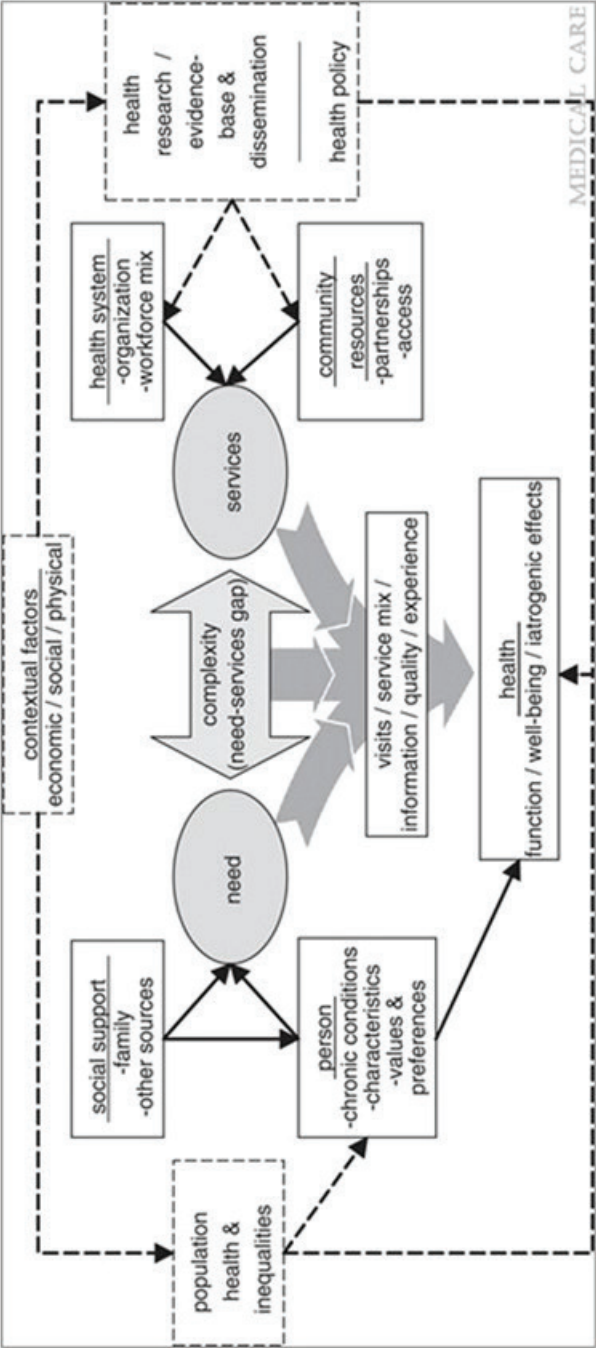 contextual factors
economic / social / physical
population
health &
inequalities
social support
-family
-other sources
person
-chronic conditions
-characteristics
-values &
preferences
need
complexity
(need-services gap)
services
health system
-organization
-workforce mix
community
resources
-partnerships
-access
health
research /
evidence-
base &
dissemination
health policy
visits / service mix /
information / quality / experience
health
function / well-being / iatrogenic effects
MEDICAL CARE